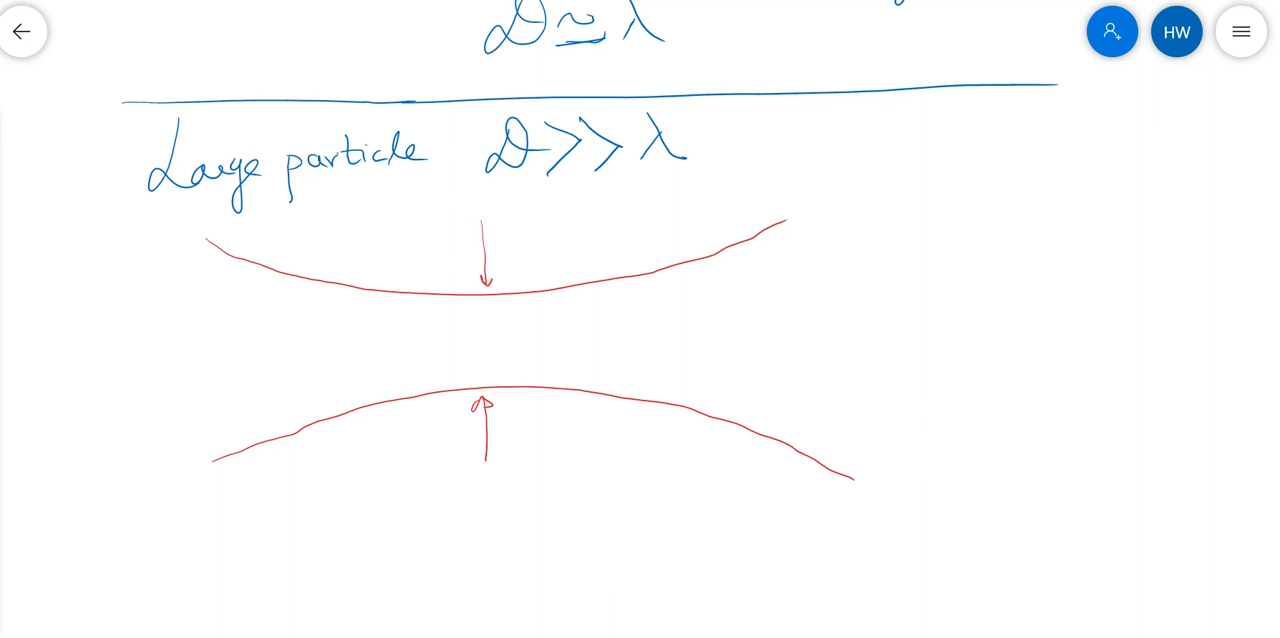 D ≃ λ
HW
Large particle D >> λ